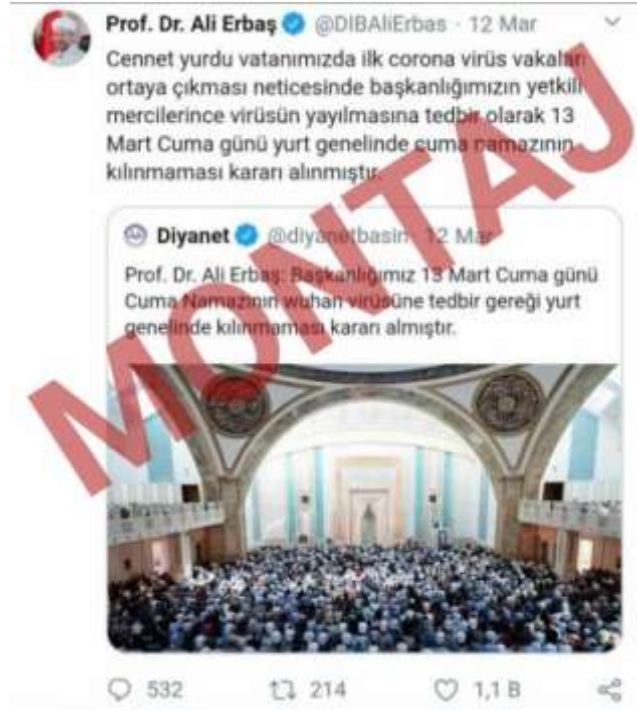 Prof. Dr. Ali Erbaş @DIBAliErbas · 12 Mar
Cennet yurdu vatanımızda ilk corona virüs vakaları
ortaya çıkması neticesinde başkanlığımızın yetkili
mercilerince virüsün yayılmasına tedbir olarak 13
Mart Cuma günü yurt genelinde cuma namazının
kılınmaması kararı alınmıştır.
Diyanet @diyanetbasin · 12 Mar
Prof. Dr. Ali Erbaş: Başkanlığımız 13 Mart Cuma günü
Cuma Namazının wuhan virüsüne tedbir gereği yurt
genelinde kılınmaması kararı almıştır.
MONTAJ
532 214 1,1 B